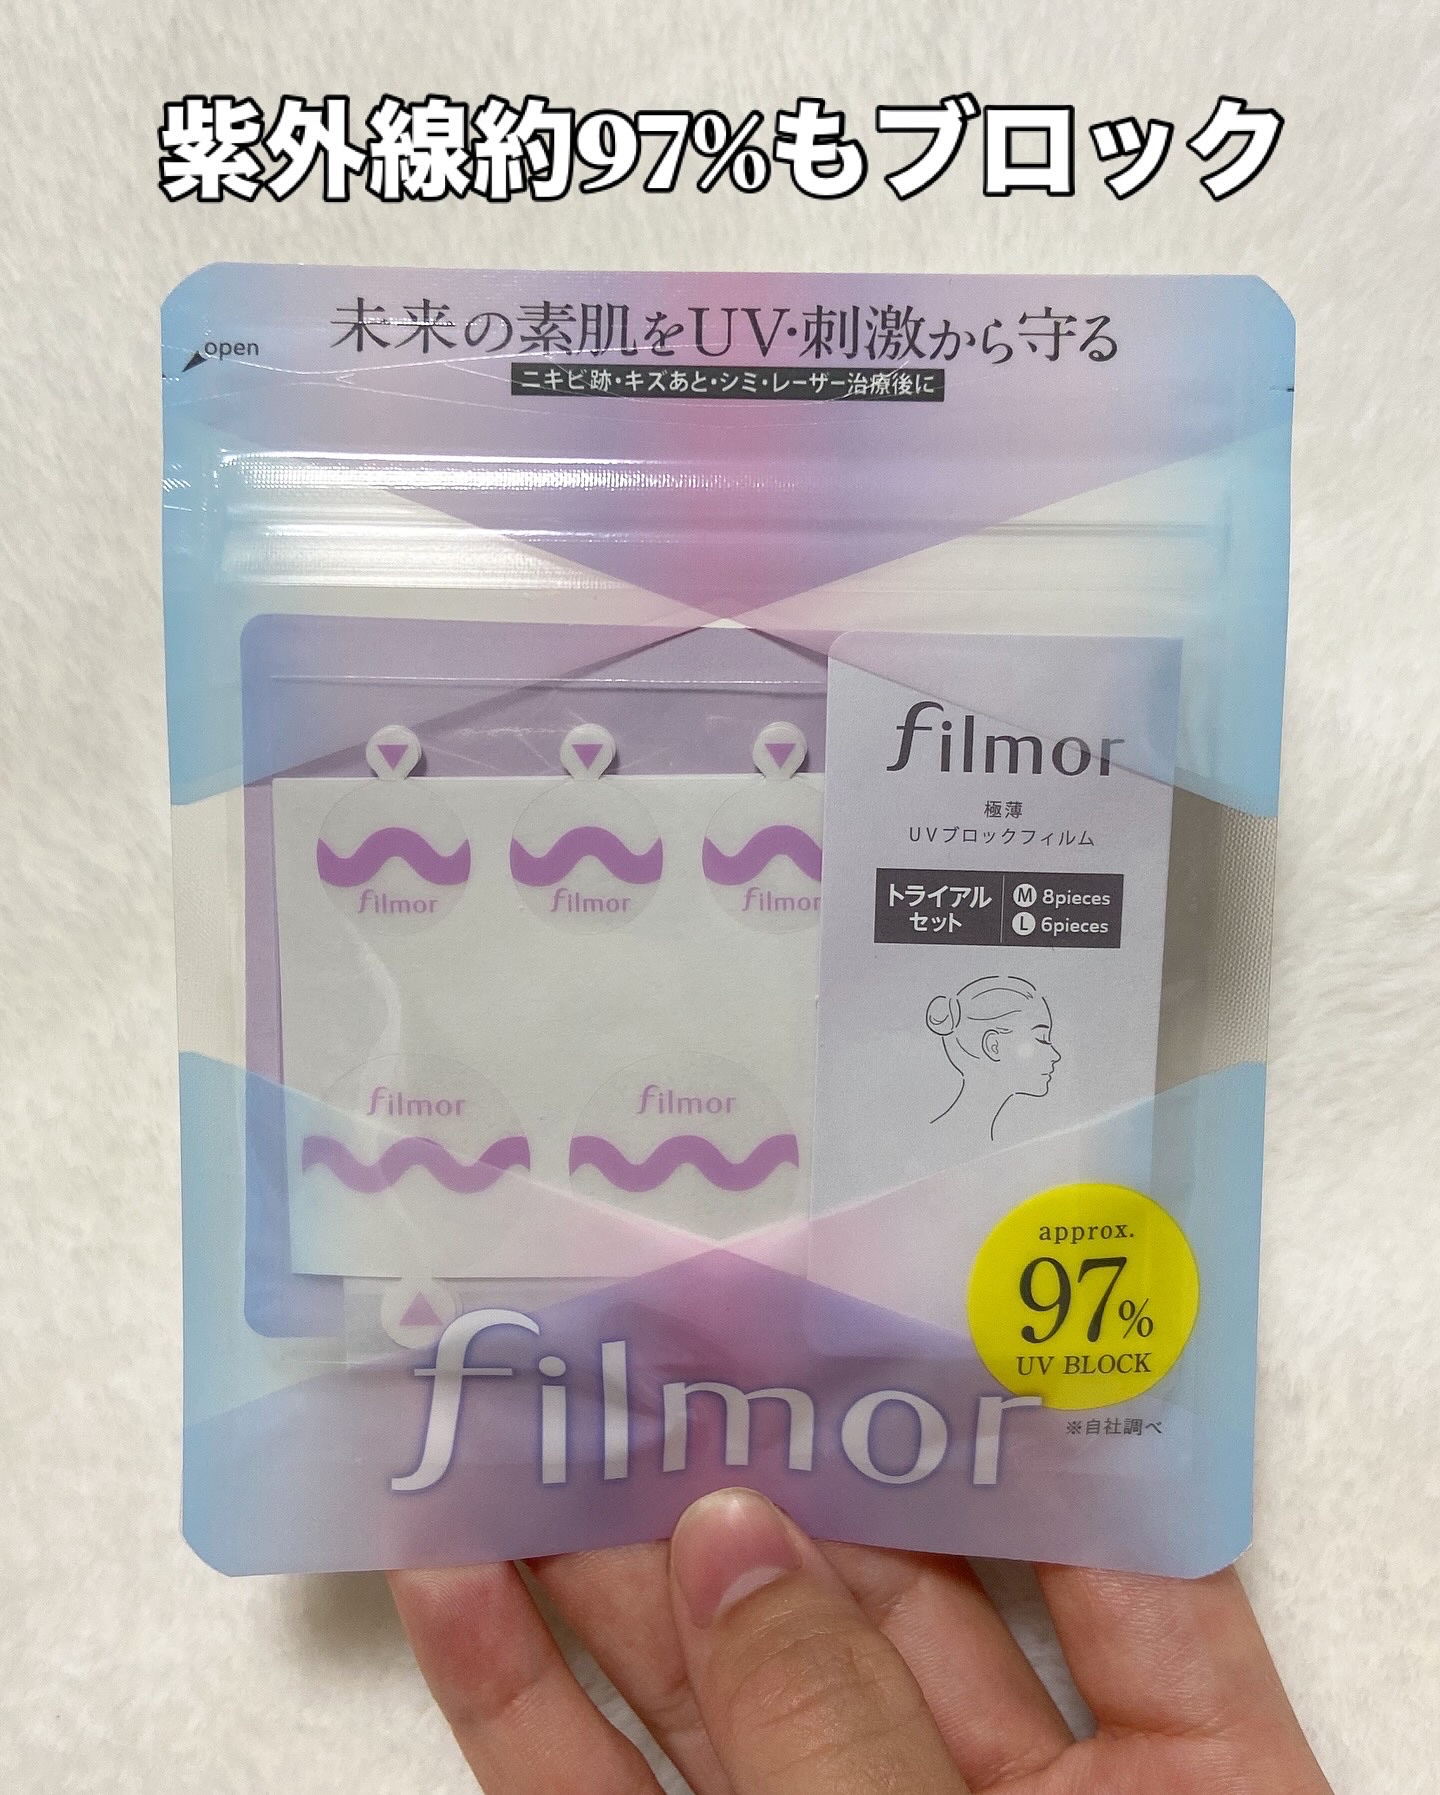 紫外線約97%もブロック
open
未来の素肌をUV・刺激から守る
ニキビ跡・キズあと・シミ・レーザー治療後に
filmor
filmor
filmor
filmor
filmor
filmor
極薄
UVブロックフィルム
トライアル
セット
M 8pieces
L 6pieces
approx.
97%
UV BLOCK
※自社調べ
filmor